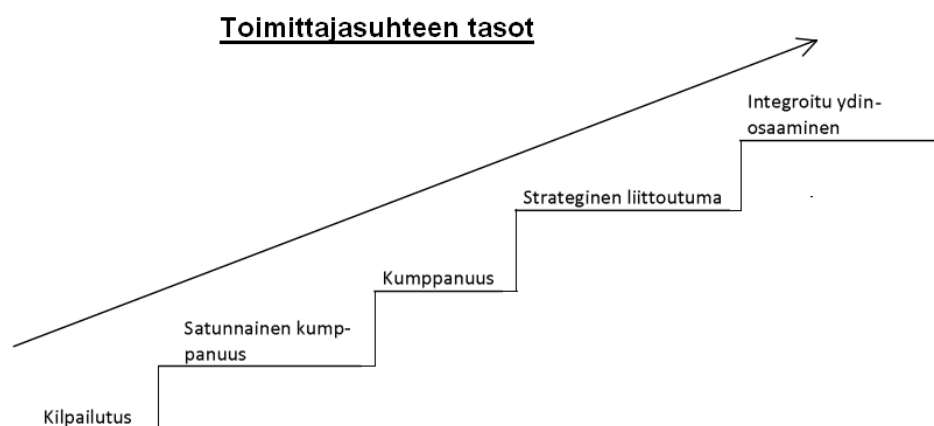 Toimittajasuhteen tasot
Integroitu ydin-
osaaminen
Strateginen liittoutuma
Kumppanuus
Satunnainen kump-
panuus
Kilpailutus